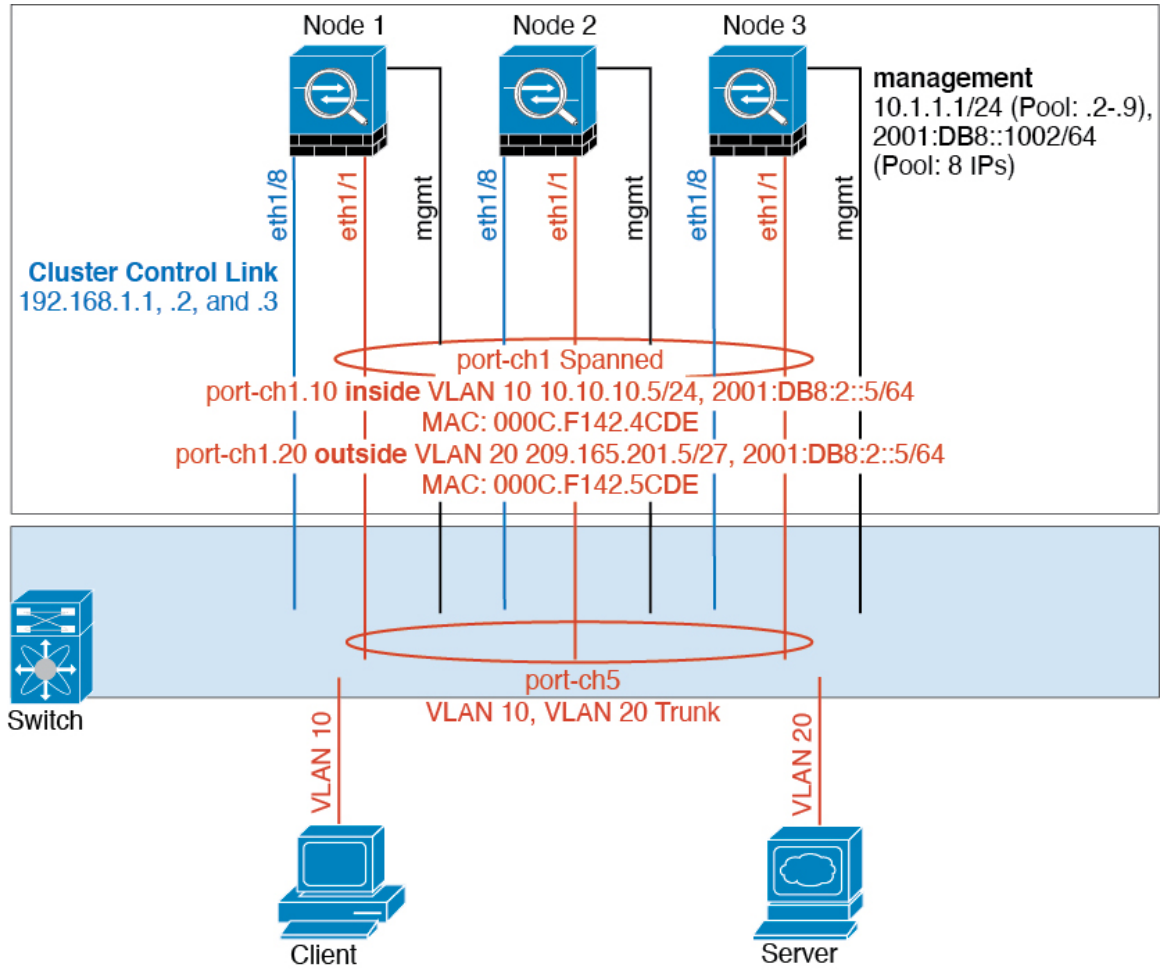 Node 1
Node 2
Node 3
management
10.1.1.1/24 (Pool: .2-.9),
2001:DB8::1002/64
(Pool: 8 IPs)
eth1/8
eth1/1
mgmt
eth1/8
eth1/1
mgmt
eth1/8
eth1/1
mgmt
Cluster Control Link
192.168.1.1, .2, and .3
port-ch1 Spanned
port-ch1.10 inside VLAN 10 10.10.10.5/24, 2001:DB8:2::5/64
MAC: 000C.F142.4CDE
port-ch1.20 outside VLAN 20 209.165.201.5/27, 2001:DB8:2::5/64
MAC: 000C.F142.5CDE
port-ch5
VLAN 10, VLAN 20 Trunk
Switch
VLAN 10
VLAN 20
Client
Server